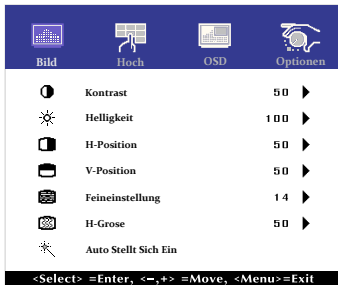 Bild Hoch OSD Optionen
Kontrast 50
Helligkeit 100
H-Position 50
V-Position 50
Feineinstellung 14
H-Grose 50
Auto Stellt Sich Ein
<Select> =Enter, <–,+> =Move, <Menu>=Exit